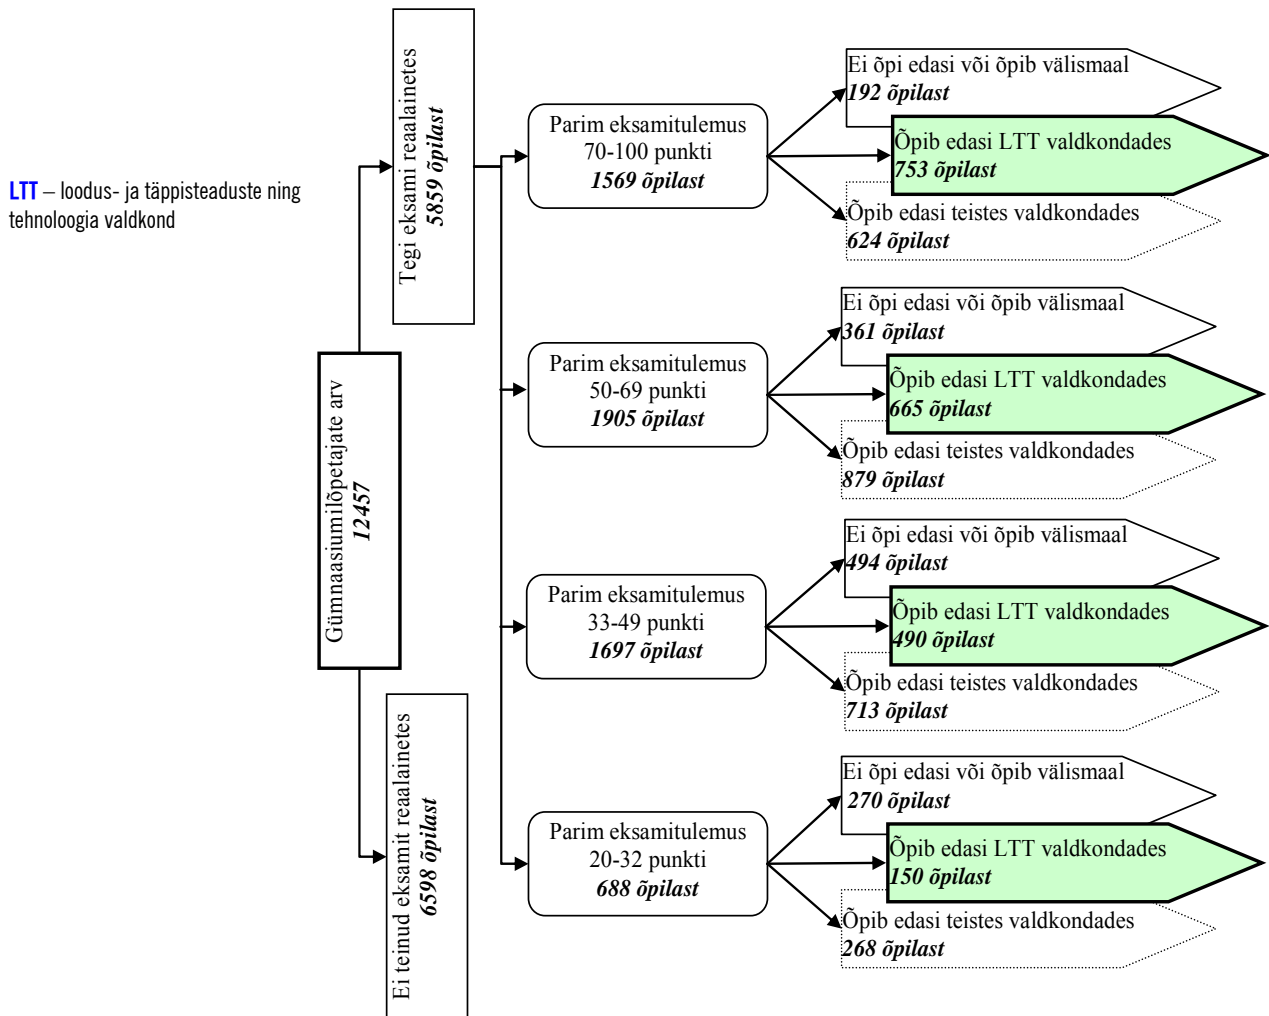 LTT – loodus- ja täppisteaduste ning
tehnoloogia valdkond
Gümnaasiumilõpetajate arv
12457
Tegi eksami reaalainetes
5859 õpilast
Ei teinud eksamit reaalainetes
6598 õpilast
Parim eksamitulemus
70-100 punkti
1569 õpilast
Ei õpi edasi või õpib välismaal
192 õpilast
Õpib edasi LTT valdkondades
753 õpilast
Õpib edasi teistes valdkondades
624 õpilast
Parim eksamitulemus
50-69 punkti
1905 õpilast
Ei õpi edasi või õpib välismaal
361 õpilast
Õpib edasi LTT valdkondades
665 õpilast
Õpib edasi teistes valdkondades
879 õpilast
Parim eksamitulemus
33-49 punkti
1697 õpilast
Ei õpi edasi või õpib välismaal
494 õpilast
Õpib edasi LTT valdkondades
490 õpilast
Õpib edasi teistes valdkondades
713 õpilast
Parim eksamitulemus
20-32 punkti
688 õpilast
Ei õpi edasi või õpib välismaal
270 õpilast
Õpib edasi LTT valdkondades
150 õpilast
Õpib edasi teistes valdkondades
268 õpilast